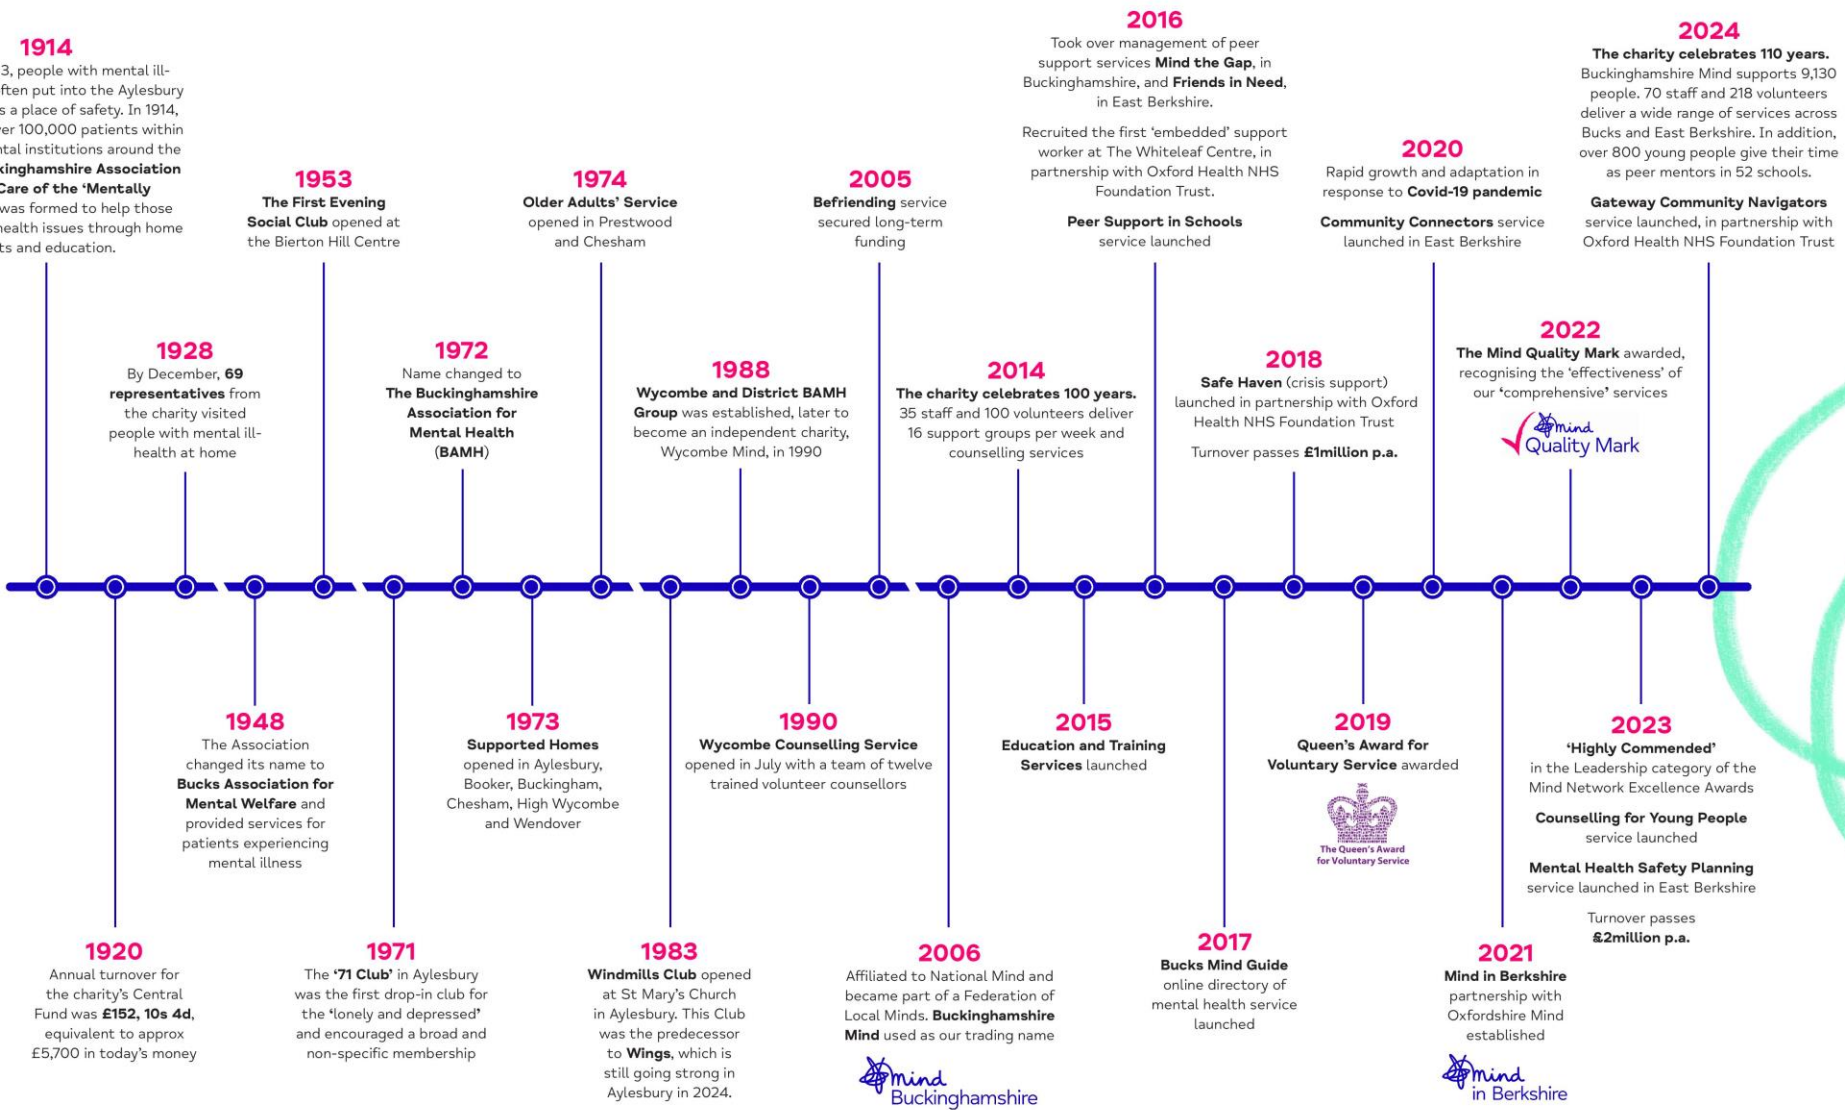 1914
3, people with mental ill-
ften put into the Aylesbury
s a place of safety. In 1914,
er 100,000 patients within
tal institutions around the
kinghamshire Association
Care of the ‘Mentally
was formed to help those
health issues through home
ts and education.
1920
Annual turnover for
the charity’s Central
Fund was £152, 10s 4d,
equivalent to approx
£5,700 in today’s money
1928
By December, 69
representatives from
the charity visited
people with mental ill-
health at home
1948
The Association
changed its name to
Bucks Association for
Mental Welfare and
provided services for
patients experiencing
mental illness
1953
The First Evening
Social Club opened at
the Bierton Hill Centre
1971
The ‘71 Club’ in Aylesbury
was the first drop-in club for
the ‘lonely and depressed’
and encouraged a broad and
non-specific membership
1972
Name changed to
The Buckinghamshire
Association for
Mental Health
(BAMH)
1973
Supported Homes
opened in Aylesbury,
Booker, Buckingham,
Chesham, High Wycombe
and Wendover
1974
Older Adults’ Service
opened in Prestwood
and Chesham
1983
Windmills Club opened
at St Mary’s Church
in Aylesbury. This Club
was the predecessor
to Wings, which is
still going strong in
Aylesbury in 2024.
1988
Wycombe and District BAMH
Group was established, later to
become an independent charity,
Wycombe Mind, in 1990
1990
Wycombe Counselling Service
opened in July with a team of twelve
trained volunteer counsellors
2005
Befriending service
secured long-term
funding
2006
Affiliated to National Mind and
became part of a Federation of
Local Minds. Buckinghamshire
Mind used as our trading name
mind
Buckinghamshire
2014
The charity celebrates 100 years.
35 staff and 100 volunteers deliver
16 support groups per week and
counselling services
2015
Education and Training
Services launched
2016
Took over management of peer
support services Mind the Gap, in
Buckinghamshire, and Friends in Need,
in East Berkshire.
Recruited the first ‘embedded’ support
worker at The Whiteleaf Centre, in
partnership with Oxford Health NHS
Foundation Trust.
Peer Support in Schools
service launched
2017
Bucks Mind Guide
online directory of
mental health service
launched
2018
Safe Haven (crisis support)
launched in partnership with Oxford
Health NHS Foundation Trust
Turnover passes £1million p.a.
2019
Queen’s Award for
Voluntary Service awarded
The Queen's Award
for Voluntary Service
2020
Rapid growth and adaptation in
response to Covid-19 pandemic
Community Connectors service
launched in East Berkshire
2021
Mind in Berkshire
partnership with
Oxfordshire Mind
established
mind
in Berkshire
2022
The Mind Quality Mark awarded,
recognising the ‘effectiveness’ of
our ‘comprehensive’ services
mind
Quality Mark
2023
‘Highly Commended’
in the Leadership category of the
Mind Network Excellence Awards
Counselling for Young People
service launched
Mental Health Safety Planning
service launched in East Berkshire
Turnover passes
£2million p.a.
2024
The charity celebrates 110 years.
Buckinghamshire Mind supports 9,130
people. 70 staff and 218 volunteers
deliver a wide range of services across
Bucks and East Berkshire. In addition,
over 800 young people give their time
as peer mentors in 52 schools.
Gateway Community Navigators
service launched, in partnership with
Oxford Health NHS Foundation Trust